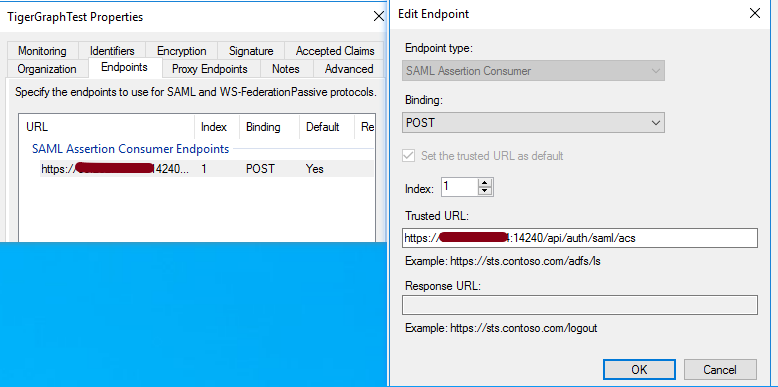 TigerGraphTest Properties
Monitoring Identifiers Encryption Signature Accepted Claims
Organization Endpoints Proxy Endpoints Notes Advanced
Specify the endpoints to use for SAML and WS-FederationPassive protocols.
URL Index Binding Default Re
SAML Assertion Consumer Endpoints
https:// 14240... 1 POST Yes
Edit Endpoint
Endpoint type:
SAML Assertion Consumer
Binding:
POST
Set the trusted URL as default
Index: 1
Trusted URL:
https:// :14240/api/auth/saml/acs
Example: https://sts.contoso.com/adfs/ls
Response URL:
Example: https://sts.contoso.com/logout
OK Cancel